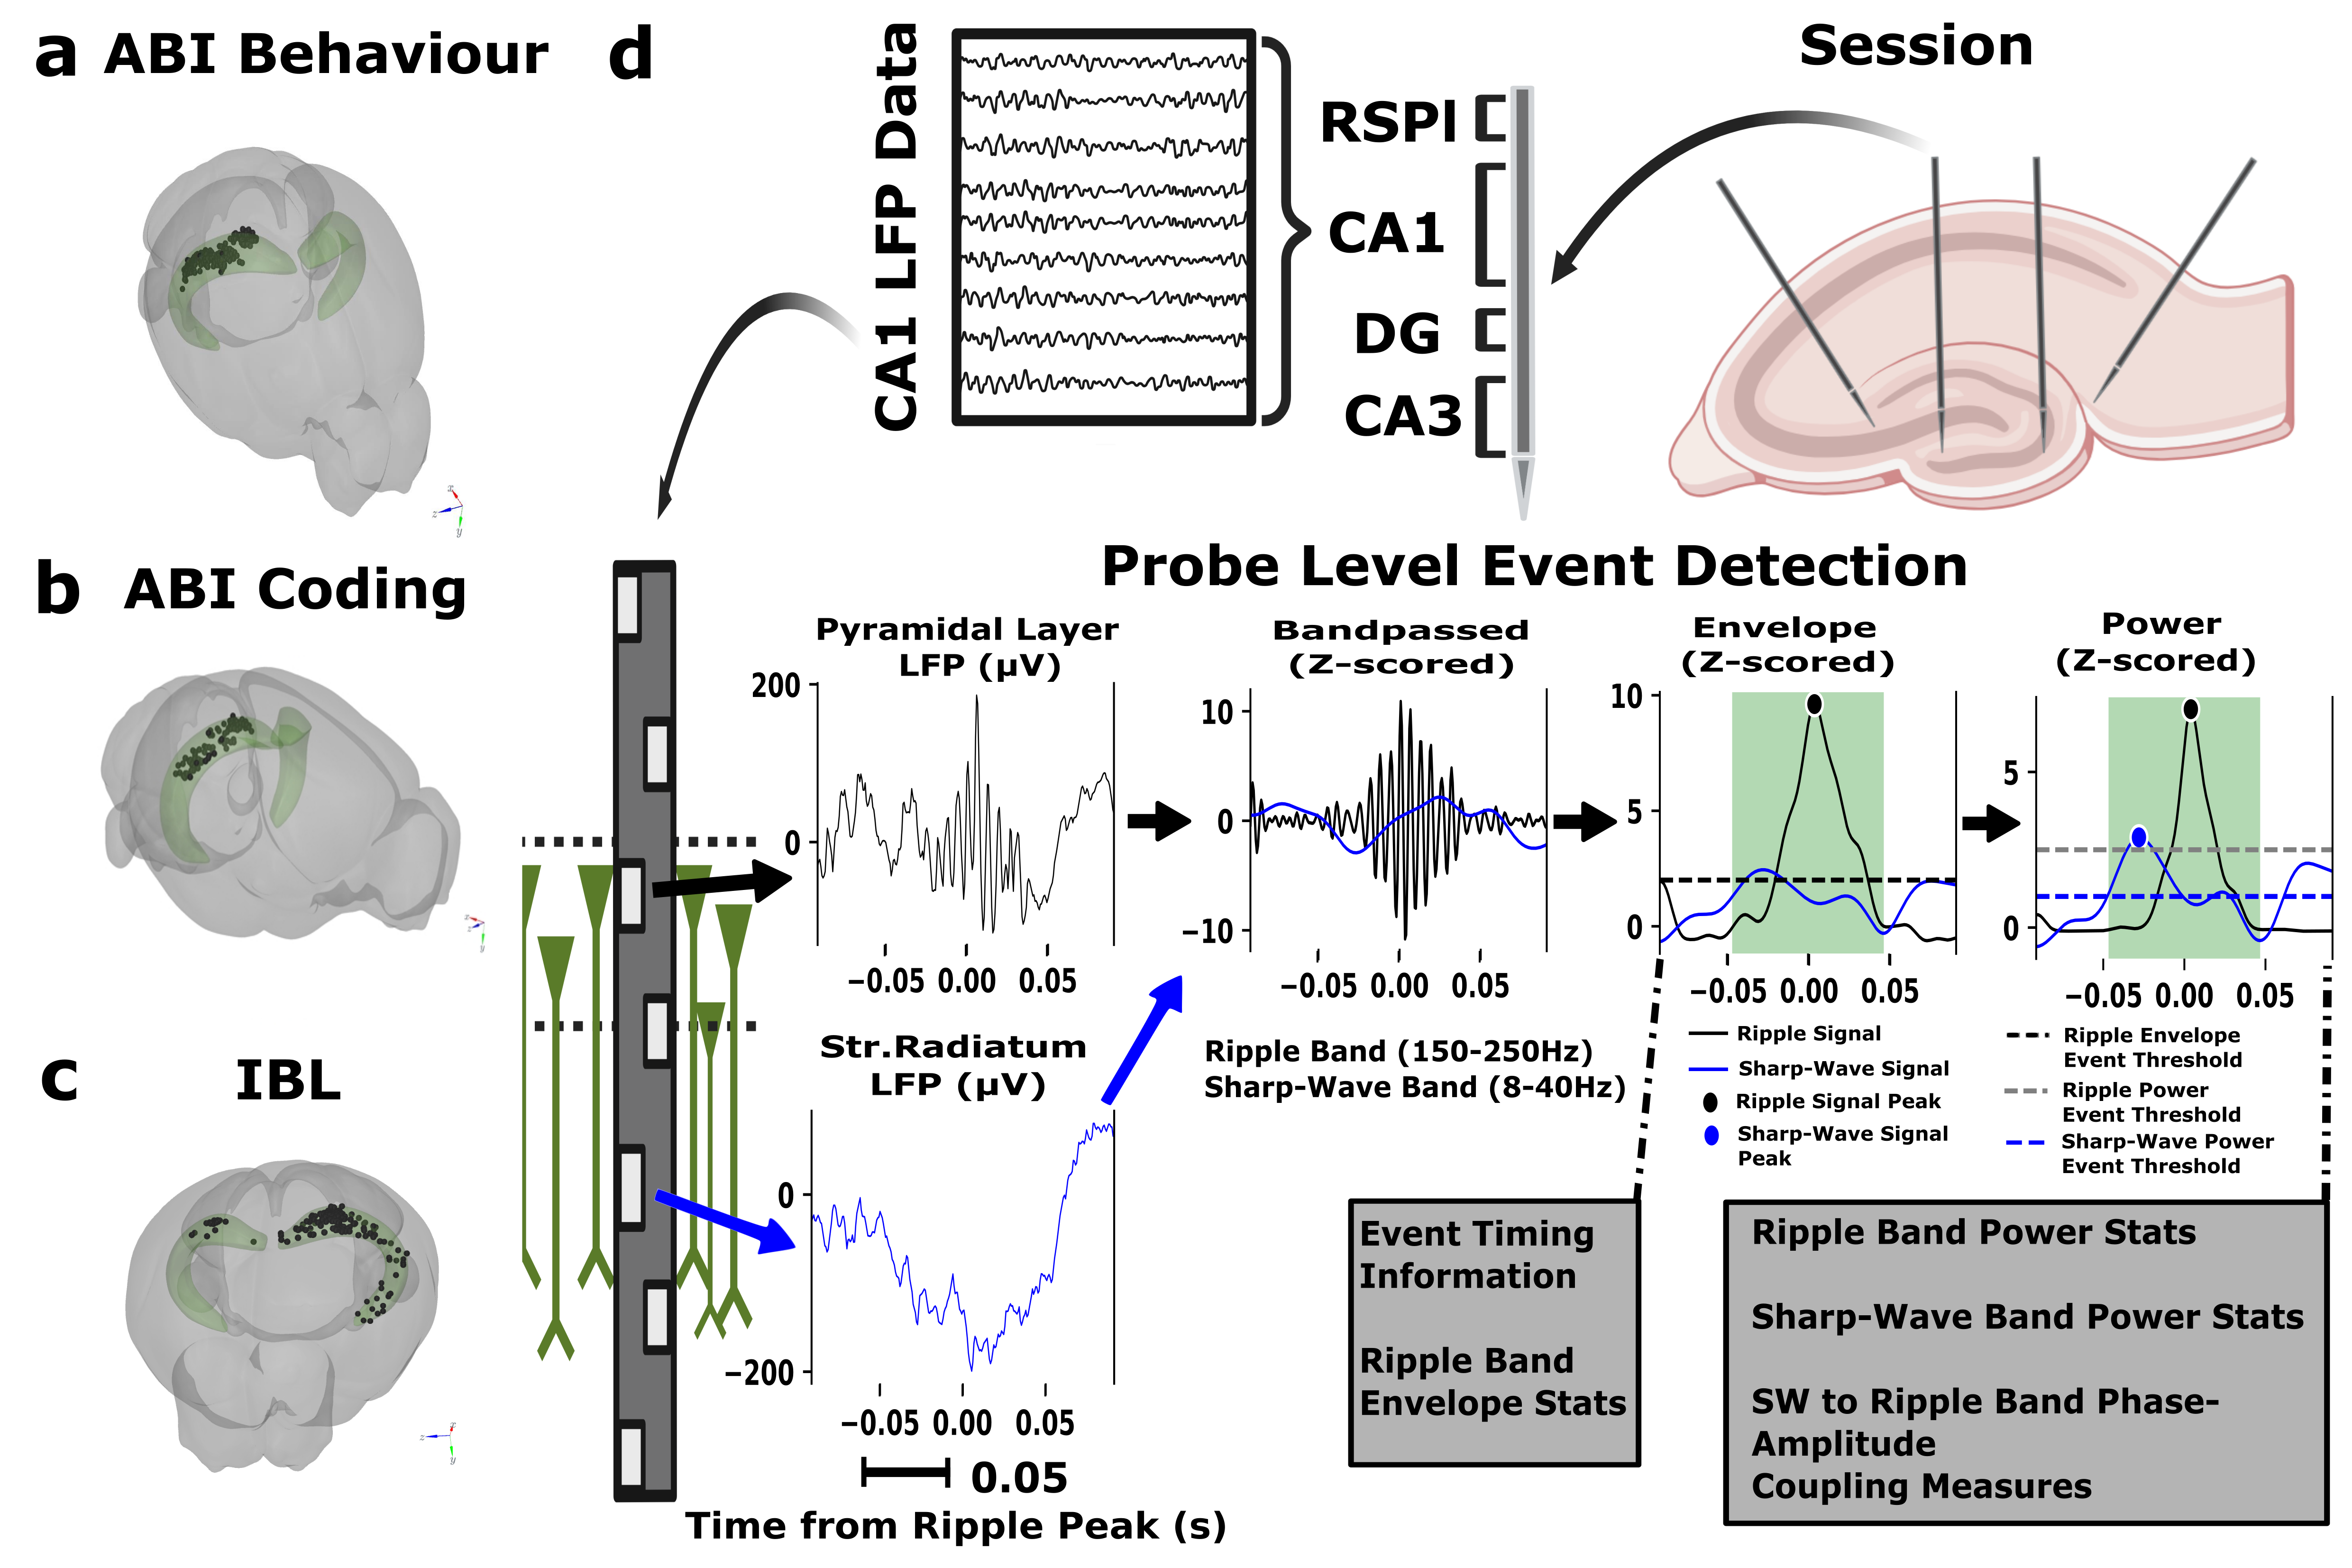 a ABI Behaviour
d
CA1 LFP Data
RSPl
CA1
DG
CA3
Session
x
z
y
b ABI Coding
x
z
y
c IBL
x
z
y
Probe Level Event Detection
Pyramidal Layer
LFP (μV)
200
0
−0.05 0.00 0.05
Bandpassed
(Z-scored)
10
0
−10
−0.05 0.00 0.05
Envelope
(Z-scored)
10
5
0
−0.05 0.00 0.05
Power
(Z-scored)
5
0
−0.05 0.00 0.05
Str.Radiatum
LFP (μV)
0
−200
−0.05 0.00 0.05
0.05
Time from Ripple Peak (s)
Ripple Band (150-250Hz)
Sharp-Wave Band (8-40Hz)
Ripple Signal
Sharp-Wave Signal
Ripple Signal Peak
Sharp-Wave Signal
Peak
Ripple Envelope
Event Threshold
Ripple Power
Event Threshold
Sharp-Wave Power
Event Threshold
Event Timing
Information
Ripple Band
Envelope Stats
Ripple Band Power Stats
Sharp-Wave Band Power Stats
SW to Ripple Band Phase-
Amplitude
Coupling Measures